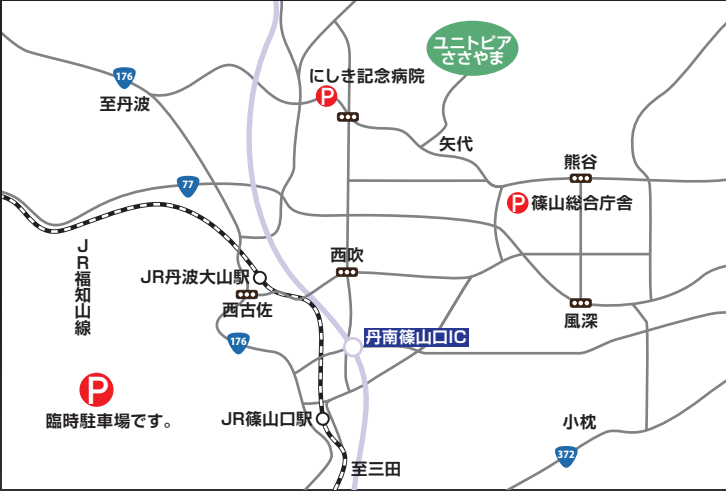 ユニトピア
ささやま
にしき記念病院
P
176
至丹波
矢代
熊谷
77
P 篠山総合庁舎
JR福知山線
西吹
JR丹波大山駅
西古佐
風深
176
丹南篠山口IC
P
臨時駐車場です。
JR篠山口駅
小枕
372
至三田